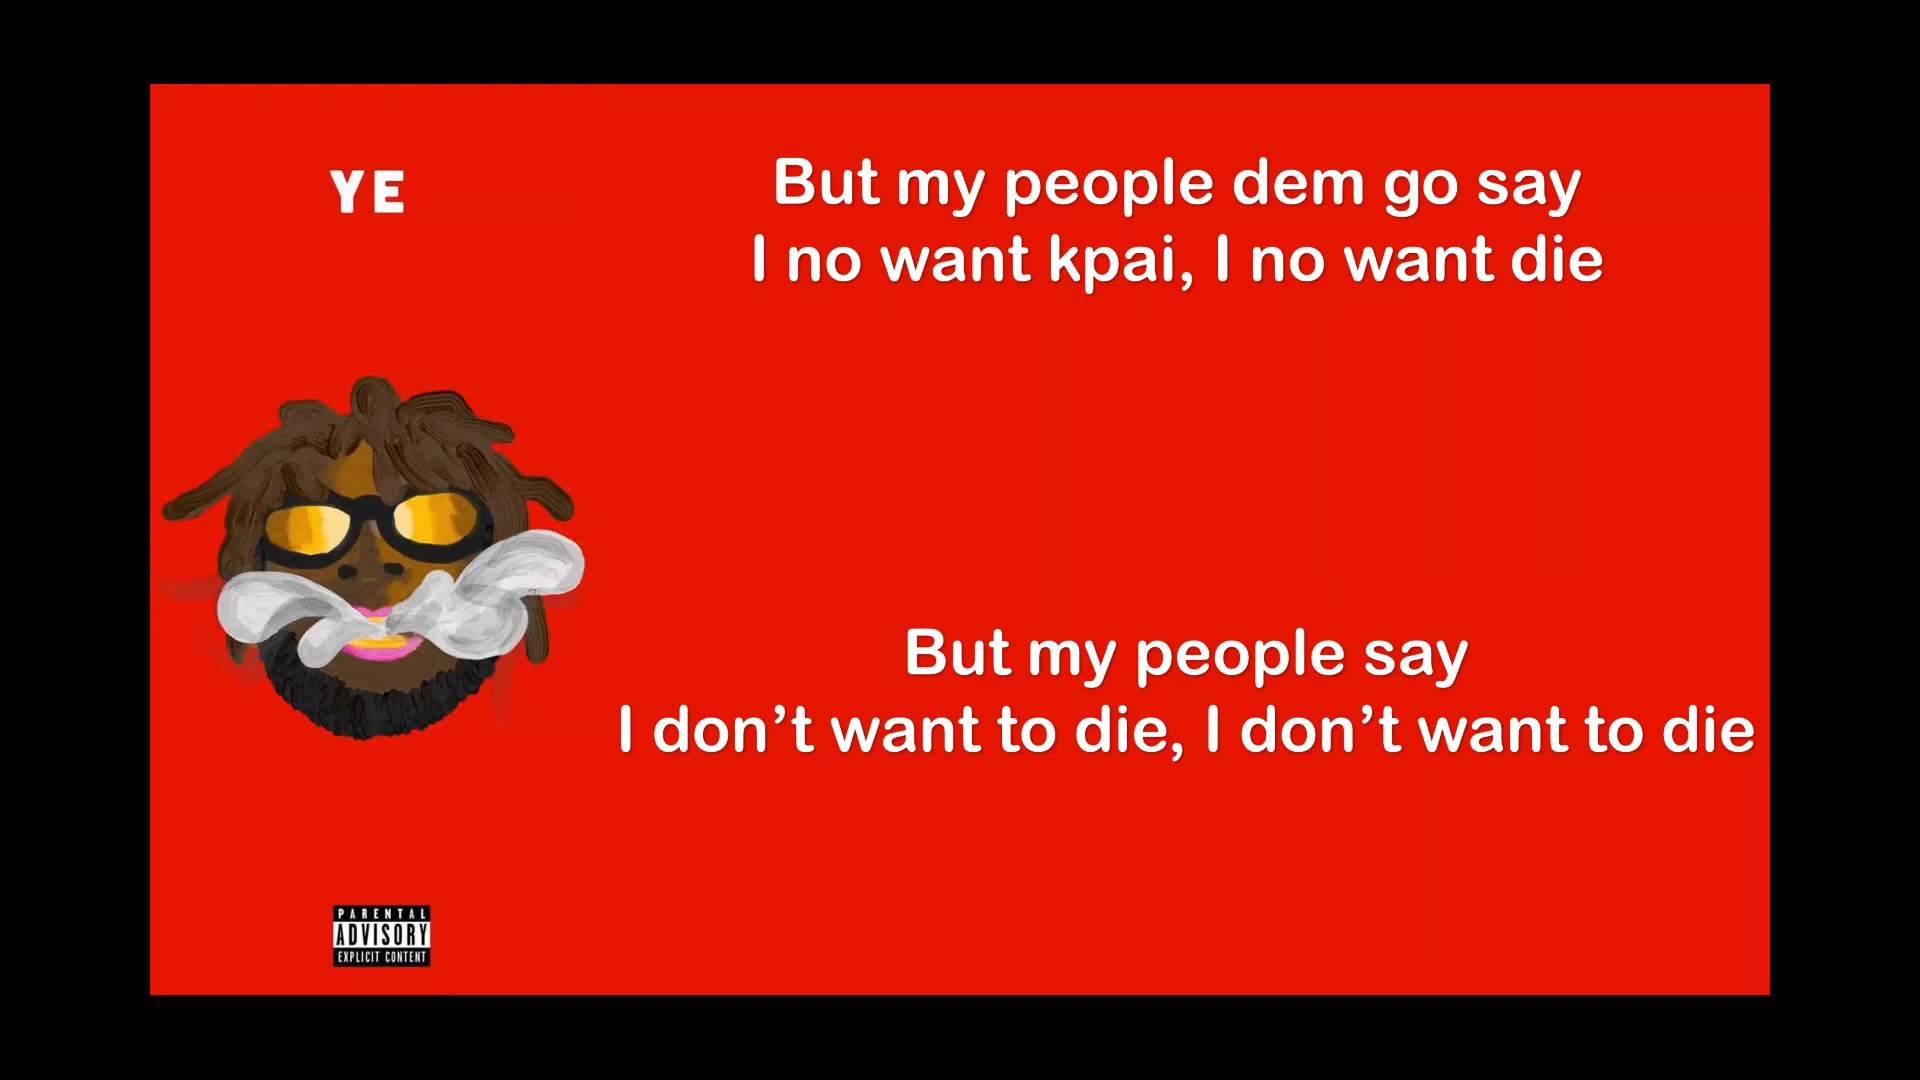 YE
But my people dem go say
I no want kpai, I no want die
But my people say
I don’t want to die, I don’t want to die
PARENTAL
ADVISORY
EXPLICIT CONTENT